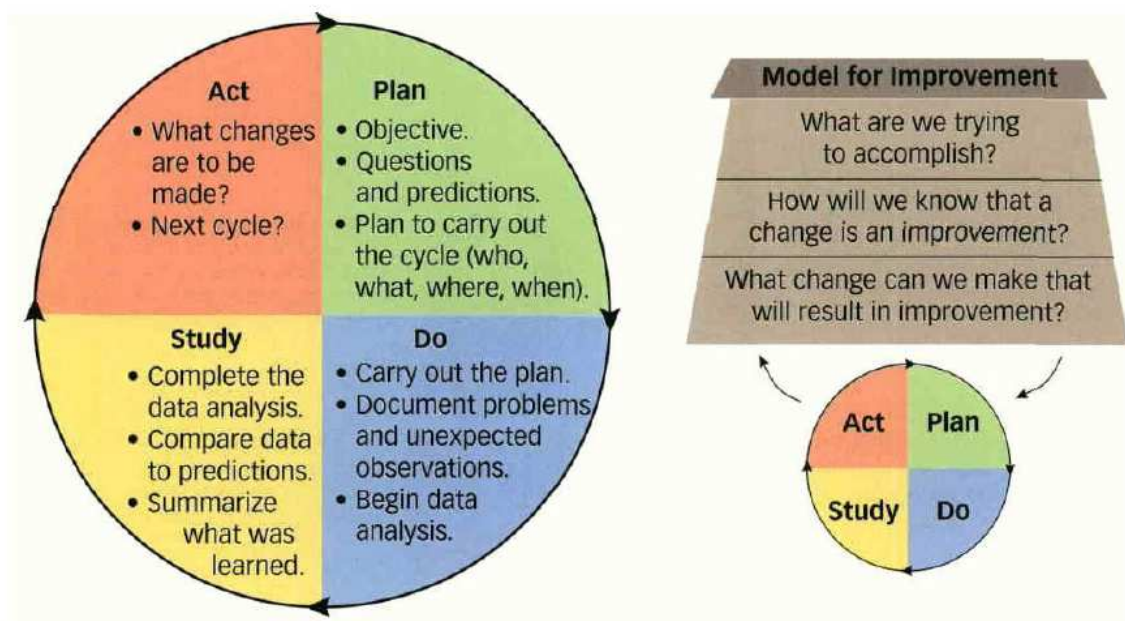 Act
• What changes
are to be
made?
• Next cycle?
Plan
• Objective.
• Questions
and predictions.
• Plan to carry out
the cycle (who,
what, where, when).
Study
• Complete the
data analysis.
• Compare data
to predictions.
• Summarize
what was
learned.
Do
• Carry out the plan.
• Document problems
and unexpected
observations.
• Begin data
analysis.
Model for Improvement
What are we trying
to accomplish?
How will we know that a
change is an improvement?
What change can we make that
will result in improvement?
Act
Plan
Study
Do